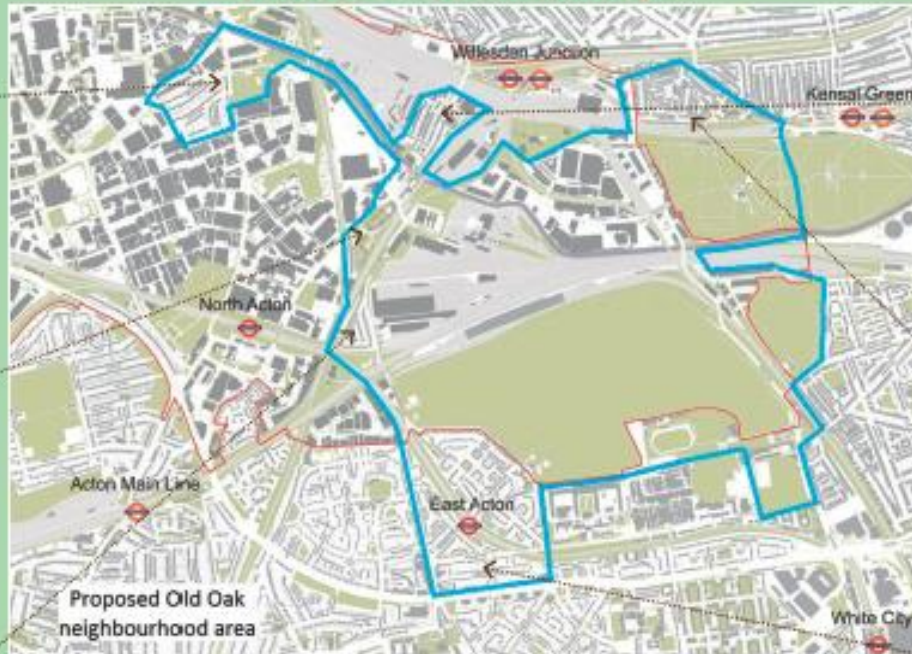 Willesden Junction
Kensal Green
North Acton
Acton Main Line
East Acton
Proposed Old Oak
neighbourhood area
White City